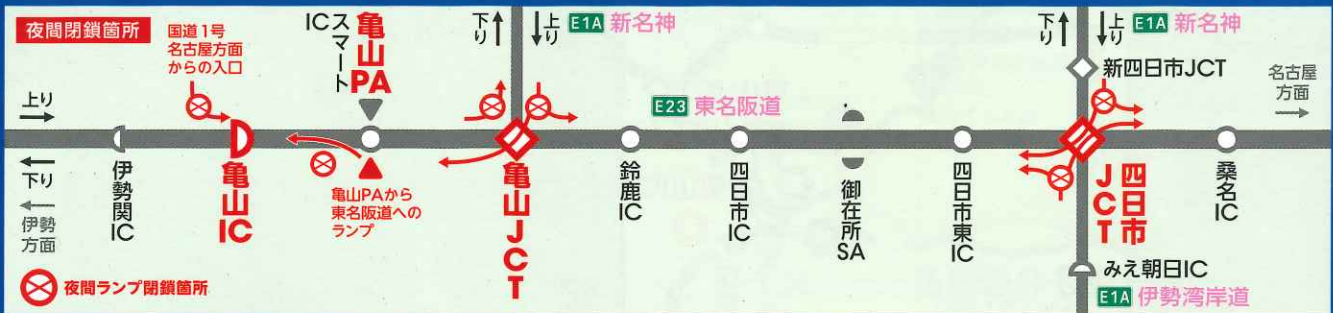 夜間閉鎖箇所
国道1号
名古屋方面
からの入口
亀山PA
スマート
IC
下り
上り
E1A 新名神
下り
上り
E1A 新名神
新四日市JCT
名古屋
方面
上り
E23 東名阪道
下り
伊勢
方面
伊勢関IC
亀山IC
亀山PAから
東名阪道への
ランプ
亀山JCT
鈴鹿IC
四日市IC
御在所SA
四日市東IC
四日市
JCT
桑名IC
みえ朝日IC
E1A 伊勢湾岸道
夜間ランプ閉鎖箇所